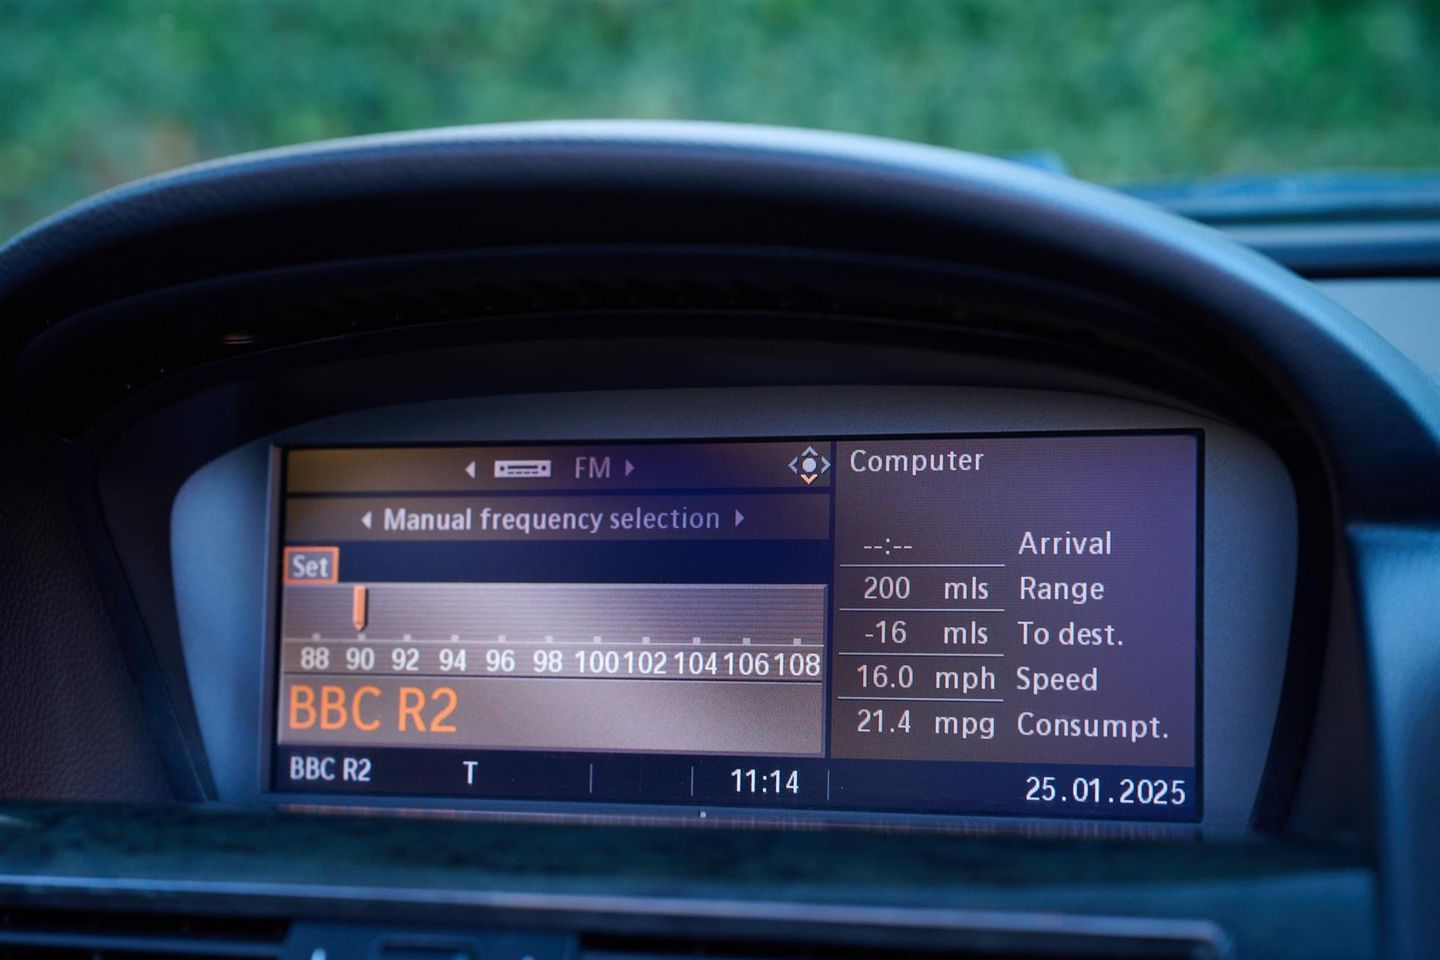 FM
Manual frequency selection
Set
88 90 92 94 96 98 100 102 104 106 108
BBC R2
BBC R2 T 11:14
Computer
--:-- Arrival
200 mls Range
-16 mls To dest.
16.0 mph Speed
21.4 mpg Consumpt.
25.01.2025